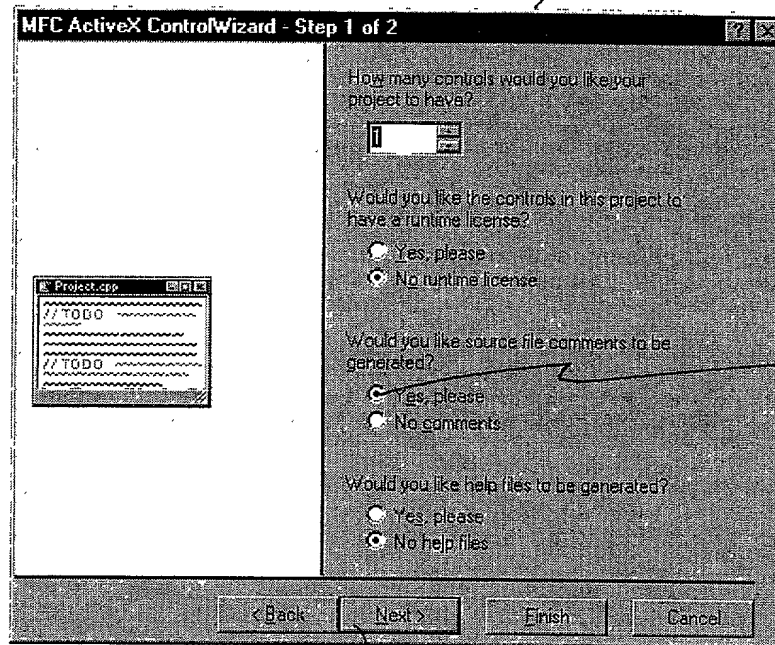 MFC ActiveX ControlWizard - Step 1 of 2
How many controls would you like your
project to have?
1
Would you like the controls in this project to
have a runtime license?
Yes, please
No runtime license
Project.cpp
// TODO
// TODO
Would you like source file comments to be
generated?
Yes, please
No comments
Would you like help files to be generated?
Yes, please
No help files
< Back
Next >
Finish
Cancel